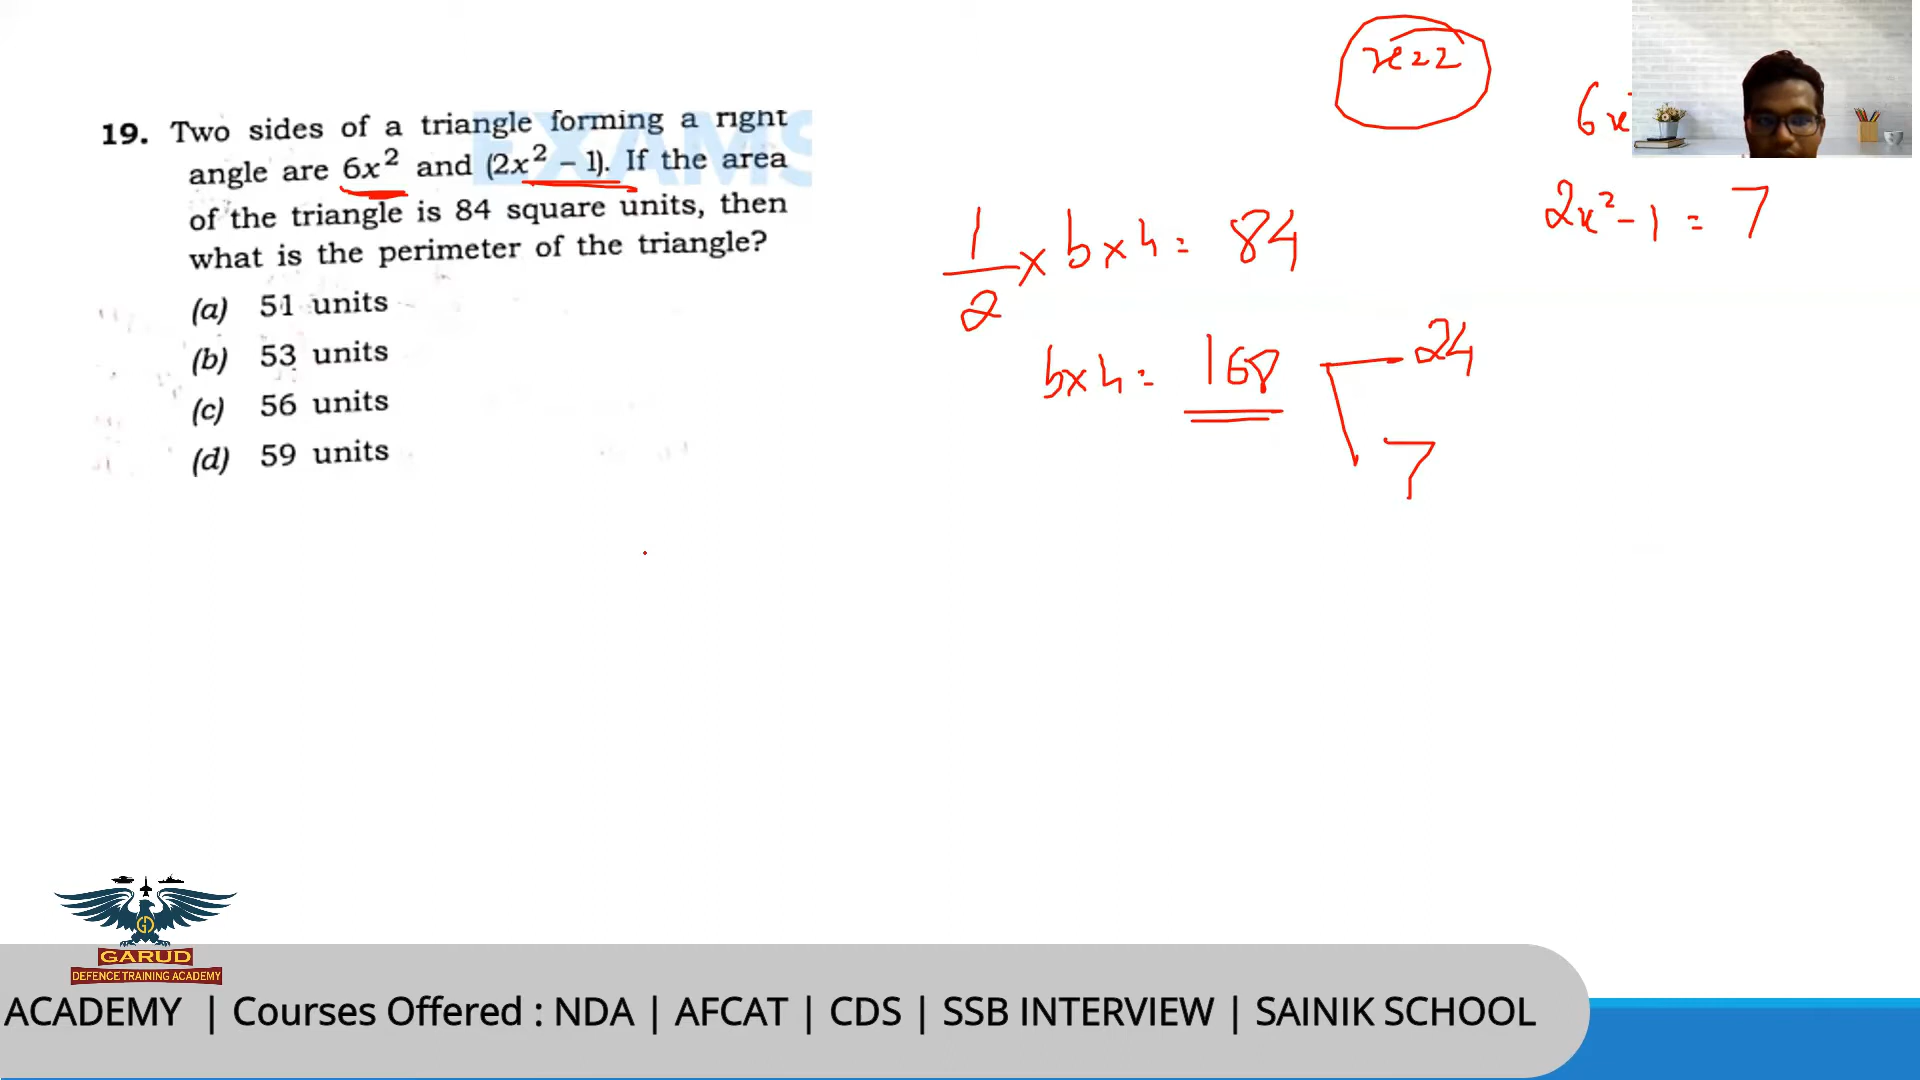 19. Two sides of a triangle forming a right
angle are 6x² and (2x² – 1). If the area
of the triangle is 84 square units, then
what is the perimeter of the triangle?
(a) 51 units
(b) 53 units
(c) 56 units
(d) 59 units
EXAMS
x=2
6x
2x² - 1 = 7
1/2 × b × h = 84
b × h = 168
24
7
GARUD
DEFENCE TRAINING ACADEMY
ACADEMY | Courses Offered : NDA | AFCAT | CDS | SSB INTERVIEW | SAINIK SCHOOL